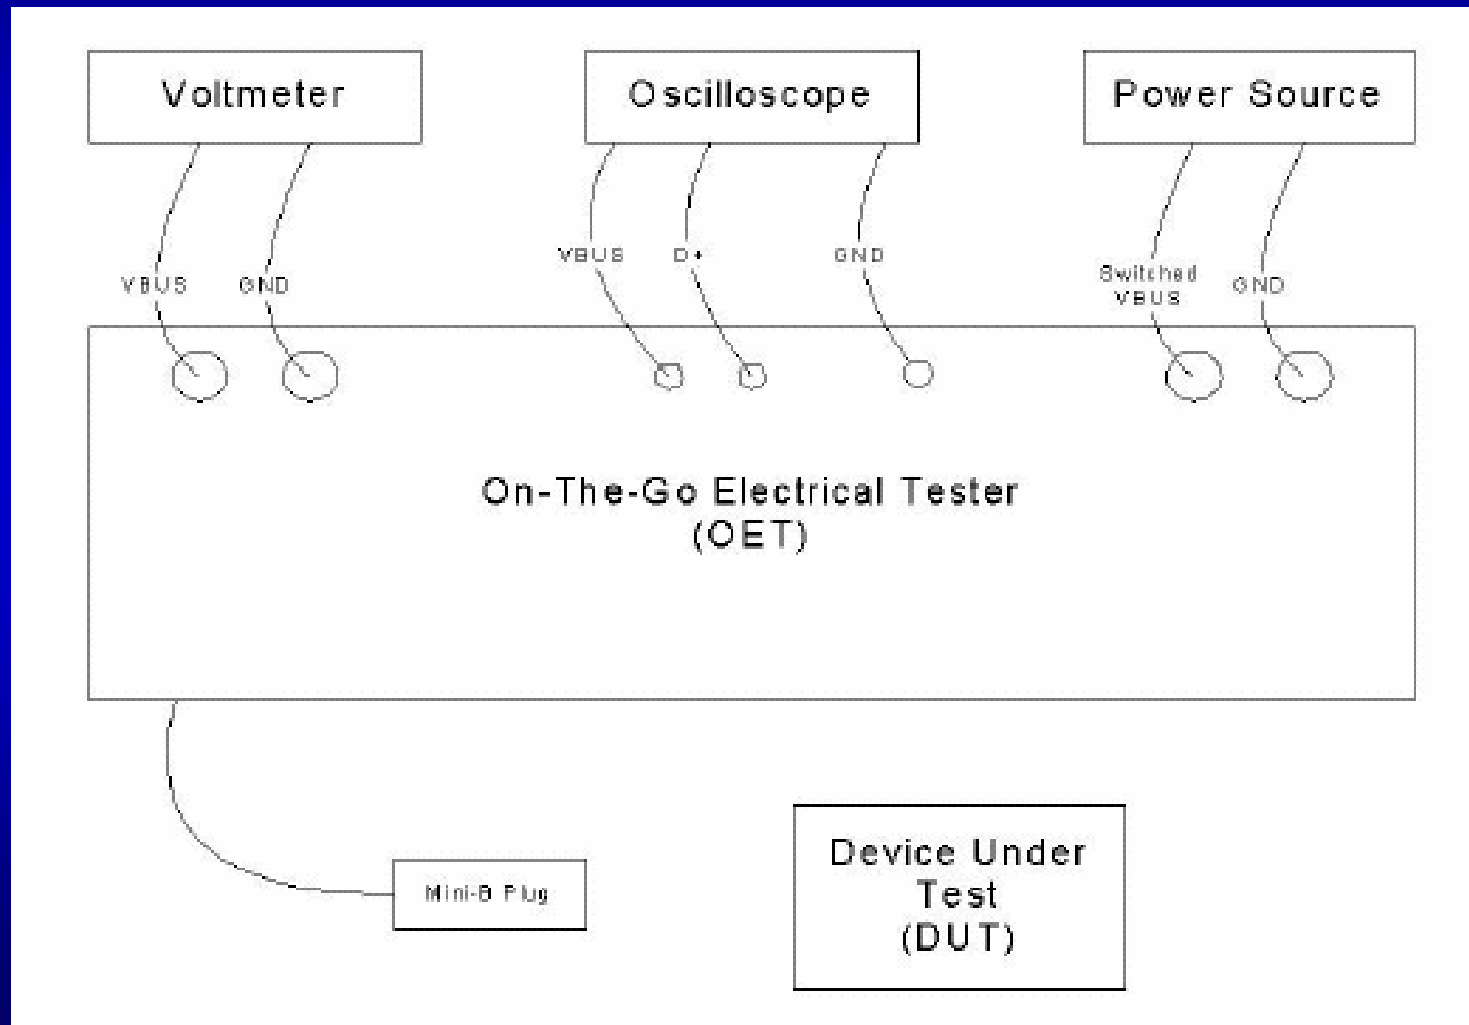 Voltmeter
Oscilloscope
Power Source
VBUS
GND
VBUS
D+
GND
Switched
VBUS
GND
On-The-Go Electrical Tester
(OET)
Mini-B Plug
Device Under
Test
(DUT)